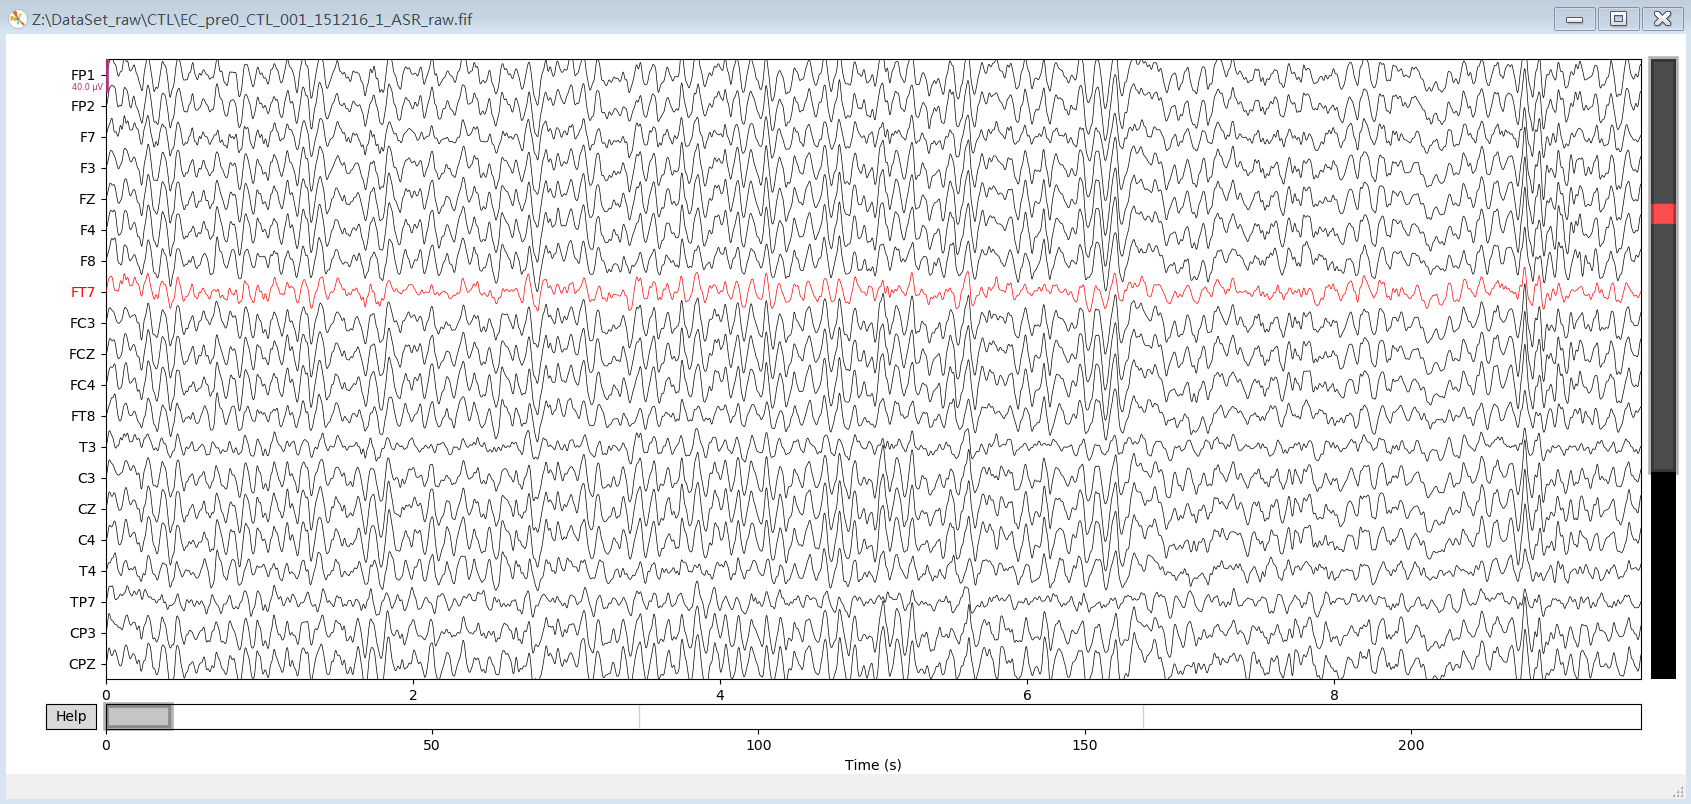 Z:\DataSet_raw\CTL\EC_pre0_CTL_001_151216_1_ASR_raw.fif
FP1
40.0 µV
FP2
F7
F3
FZ
F4
F8
FT7
FC3
FCZ
FC4
FT8
T3
C3
CZ
C4
T4
TP7
CP3
CPZ
0 2 4 6 8
Help
0 50 100 150 200
Time (s)